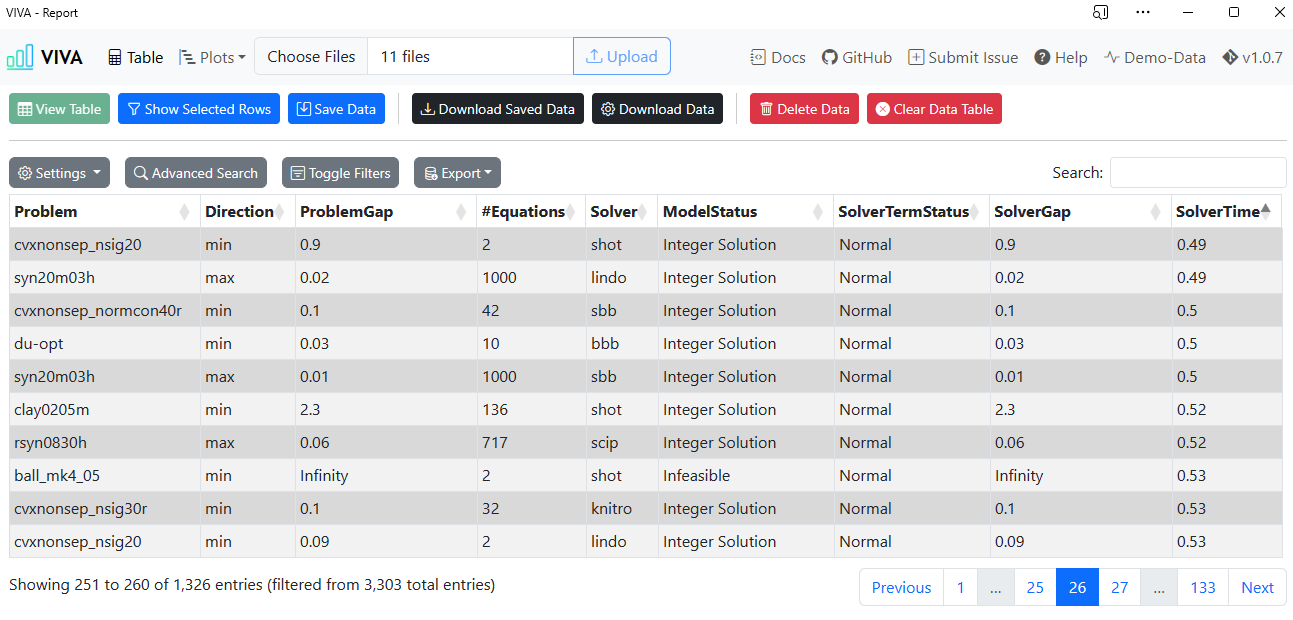 VIVA - Report
VIVA Table Plots Choose Files 11 files Upload Docs GitHub Submit Issue Help Demo-Data v1.0.7
View Table Show Selected Rows Save Data Download Saved Data Download Data Delete Data Clear Data Table
Settings Advanced Search Toggle Filters Export Search:
Problem Direction ProblemGap #Equations Solver ModelStatus SolverTermStatus SolverGap SolverTime
cvxnonsep_nsig20 min 0.9 2 shot Integer Solution Normal 0.9 0.49
syn20m03h max 0.02 1000 lindo Integer Solution Normal 0.02 0.49
cvxnonsep_normcon40r min 0.1 42 sbb Integer Solution Normal 0.1 0.5
du-opt min 0.03 10 bbb Integer Solution Normal 0.03 0.5
syn20m03h max 0.01 1000 sbb Integer Solution Normal 0.01 0.5
clay0205m min 2.3 136 shot Integer Solution Normal 2.3 0.52
rsyn0830h max 0.06 717 scip Integer Solution Normal 0.06 0.52
ball_mk4_05 min Infinity 2 shot Infeasible Normal Infinity 0.53
cvxnonsep_nsig30r min 0.1 32 knitro Integer Solution Normal 0.1 0.53
cvxnonsep_nsig20 min 0.09 2 lindo Integer Solution Normal 0.09 0.53
Showing 251 to 260 of 1,326 entries (filtered from 3,303 total entries) Previous 1 ... 25 26 27 ... 133 Next